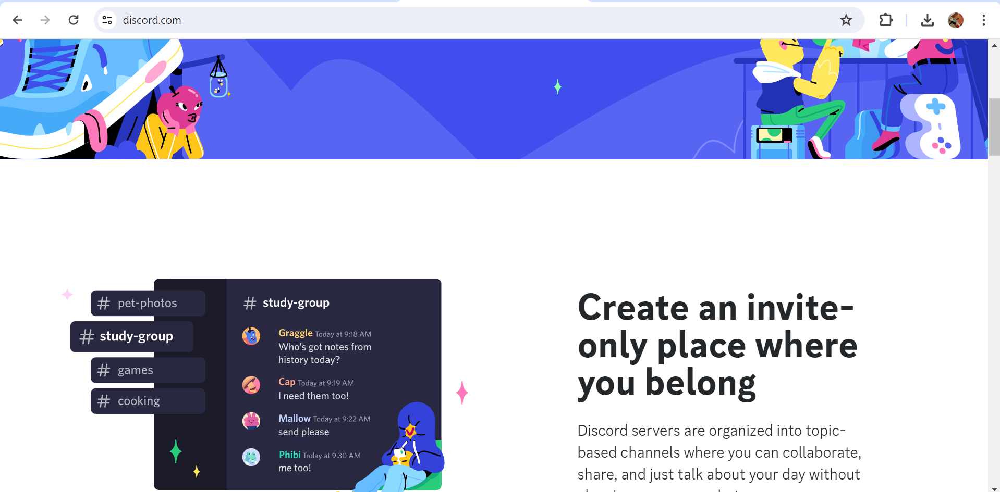 discord.com
# pet-photos
# study-group
# games
# cooking
# study-group
Graggle Today at 9:18 AM
Who's got notes from
history today?
Cap Today at 9:19 AM
I need them too!
Mallow Today at 9:22 AM
send please
Phibi Today at 9:30 AM
me too!
Create an invite-
only place where
you belong
Discord servers are organized into topic-
based channels where you can collaborate,
share, and just talk about your day without